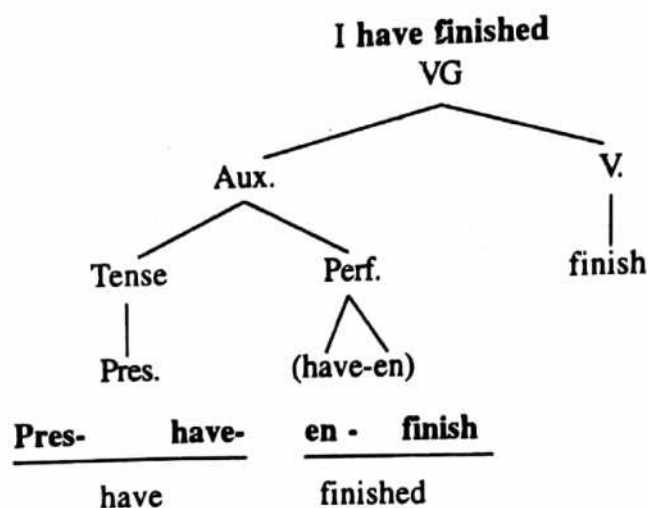 I have finished
VG
Aux. V.
Tense Perf. finish
Pres. (have-en)
Pres- have- en - finish
have finished